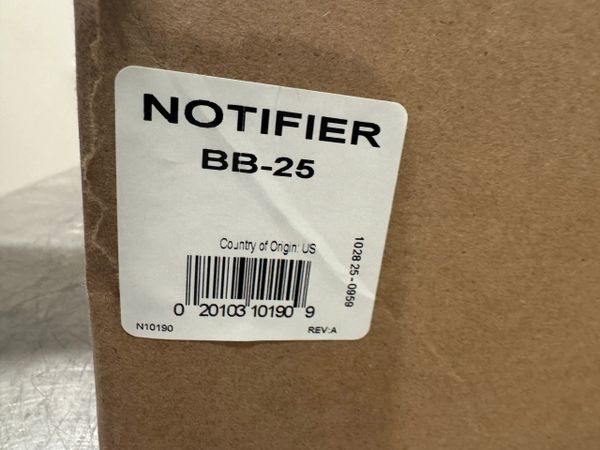 NOTIFIER
BB-25
Country of Origin: US
0 20103 10190 9
N10190
REV:A
1028 25 - 0959